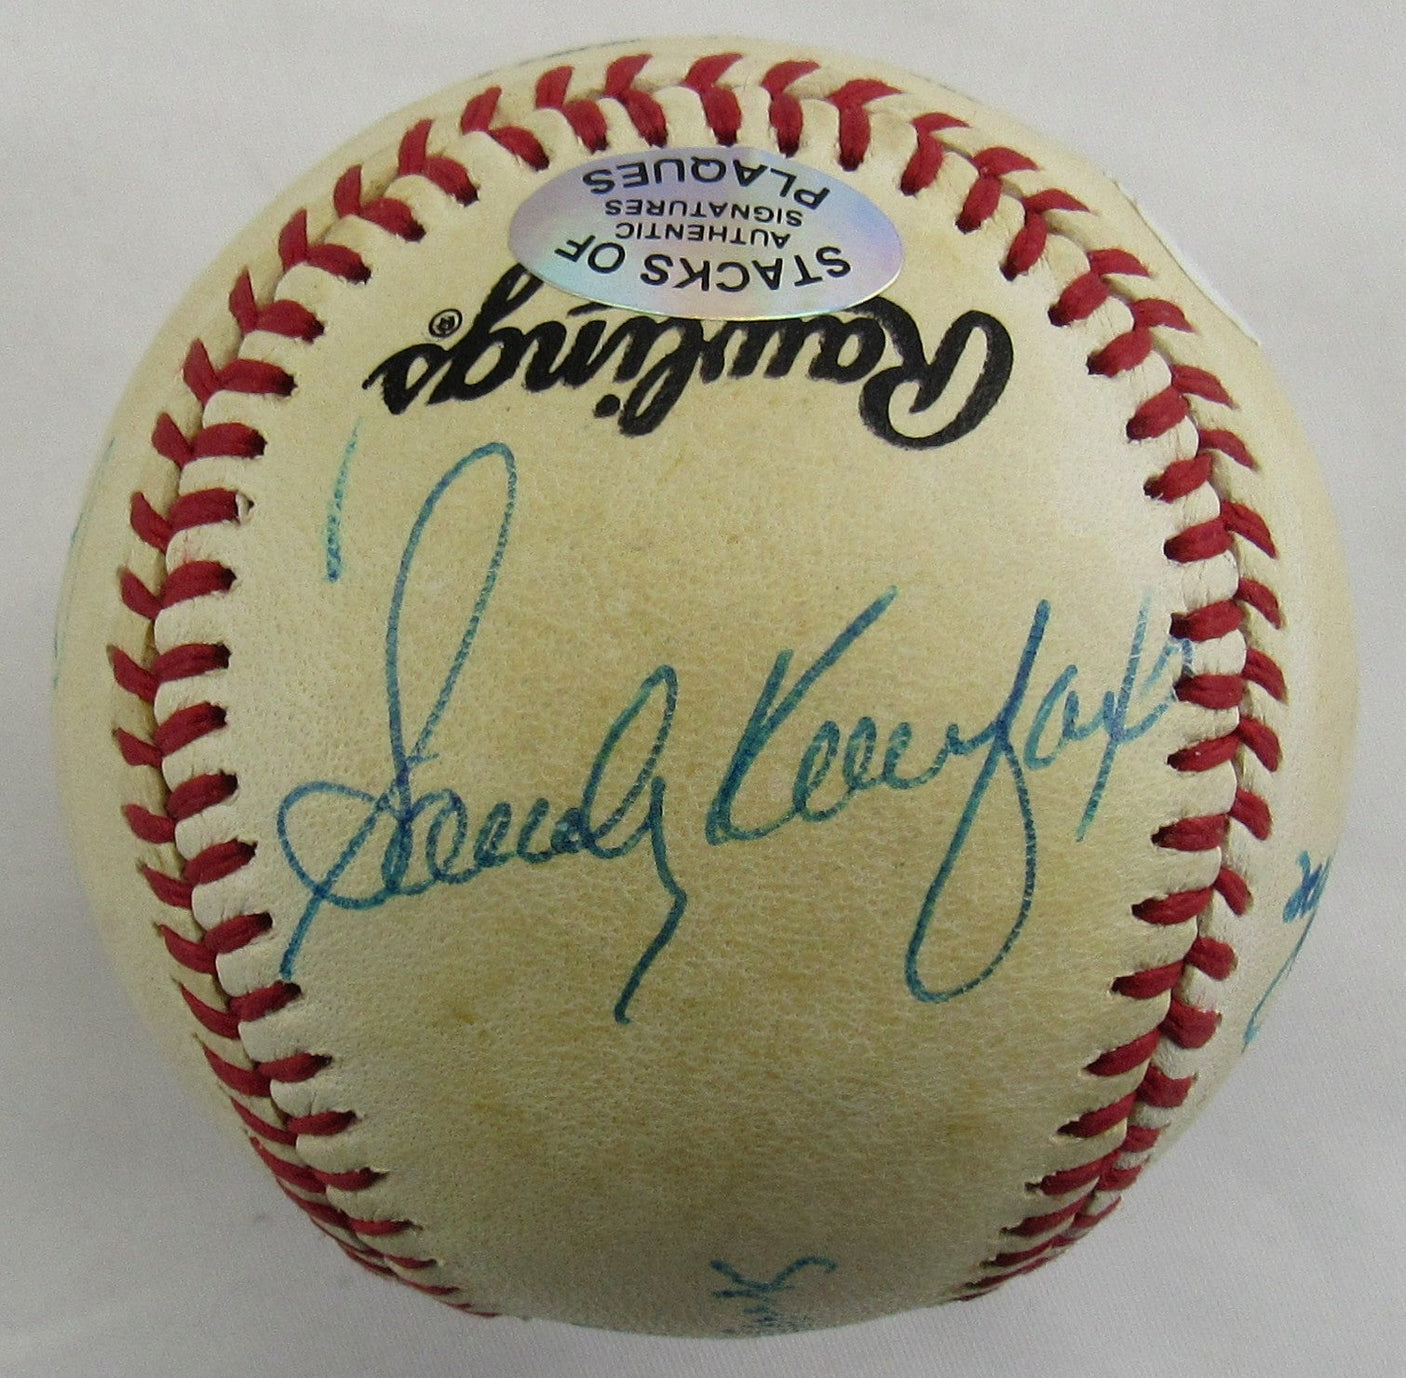 STACKS OF
AUTHENTIC
SIGNATURES
PLAQUES
Rawlings®
Sandy Koufax